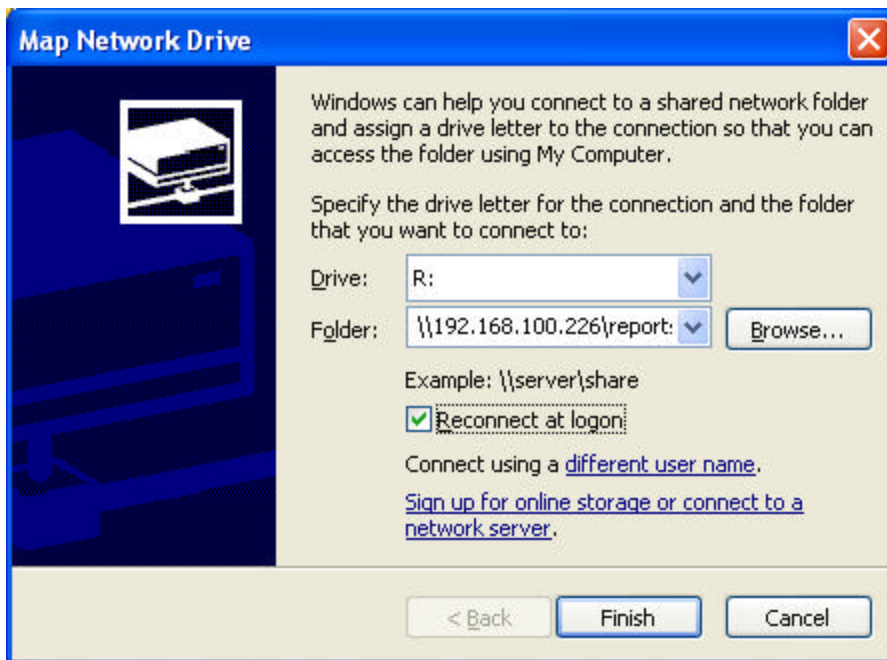 Map Network Drive
Windows can help you connect to a shared network folder
and assign a drive letter to the connection so that you can
access the folder using My Computer.
Specify the drive letter for the connection and the folder
that you want to connect to:
Drive: R:
Folder: \\192.168.100.226\reports Browse...
Example: \\server\share
Reconnect at logon
Connect using a different user name.
Sign up for online storage or connect to a
network server.
< Back Finish Cancel